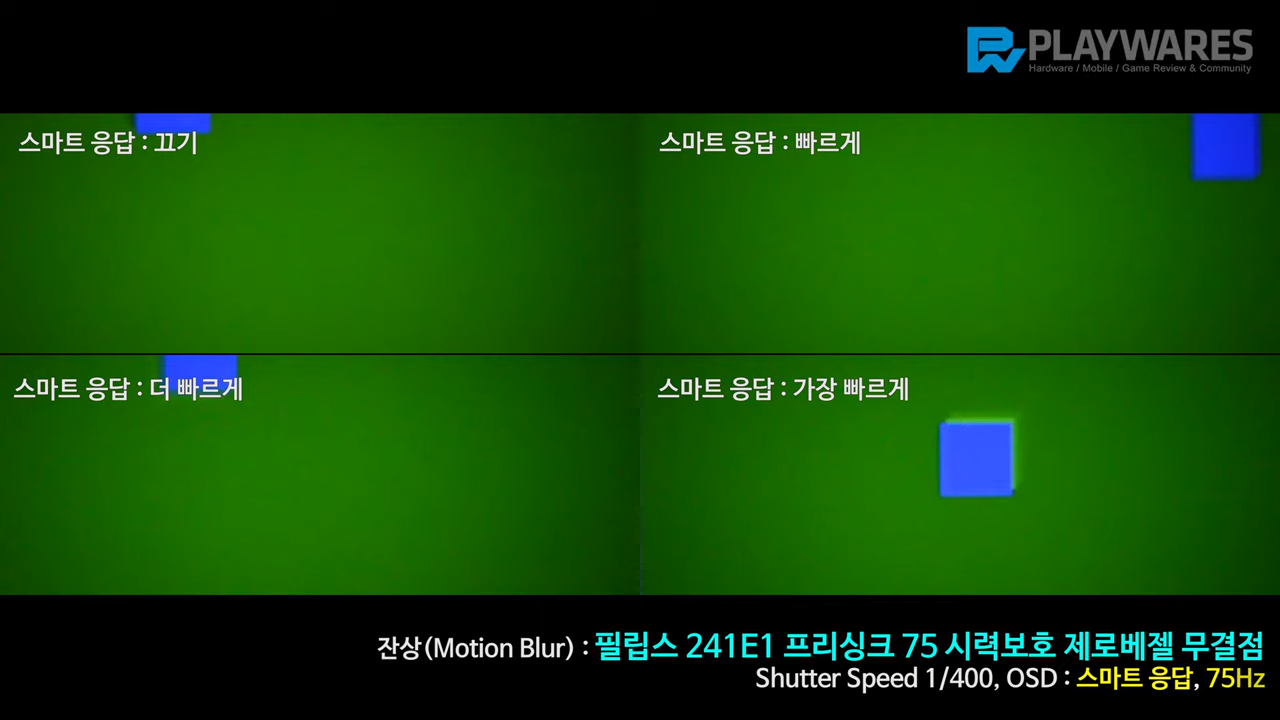 PLAYWARES
Hardware / Mobile / Game Review & Community
스마트 응답 : 끄기
스마트 응답 : 빠르게
스마트 응답 : 더 빠르게
스마트 응답 : 가장 빠르게
잔상(Motion Blur) : 필립스 241E1 프리싱크 75 시력보호 제로베젤 무결점
Shutter Speed 1/400, OSD : 스마트 응답, 75Hz